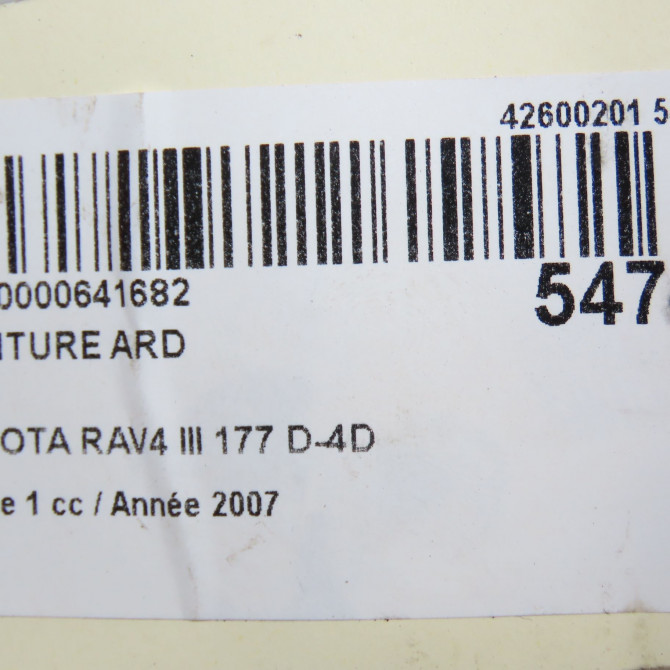 42600201 5
0000641682
547
ITURE ARD
OTA RAV4 III 177 D-4D
e 1 cc / Année 2007